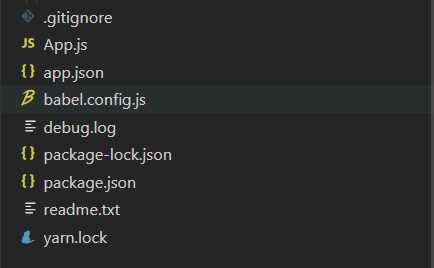 .gitignore
JS App.js
{ } app.json
B babel.config.js
debug.log
{ } package-lock.json
{ } package.json
readme.txt
yarn.lock